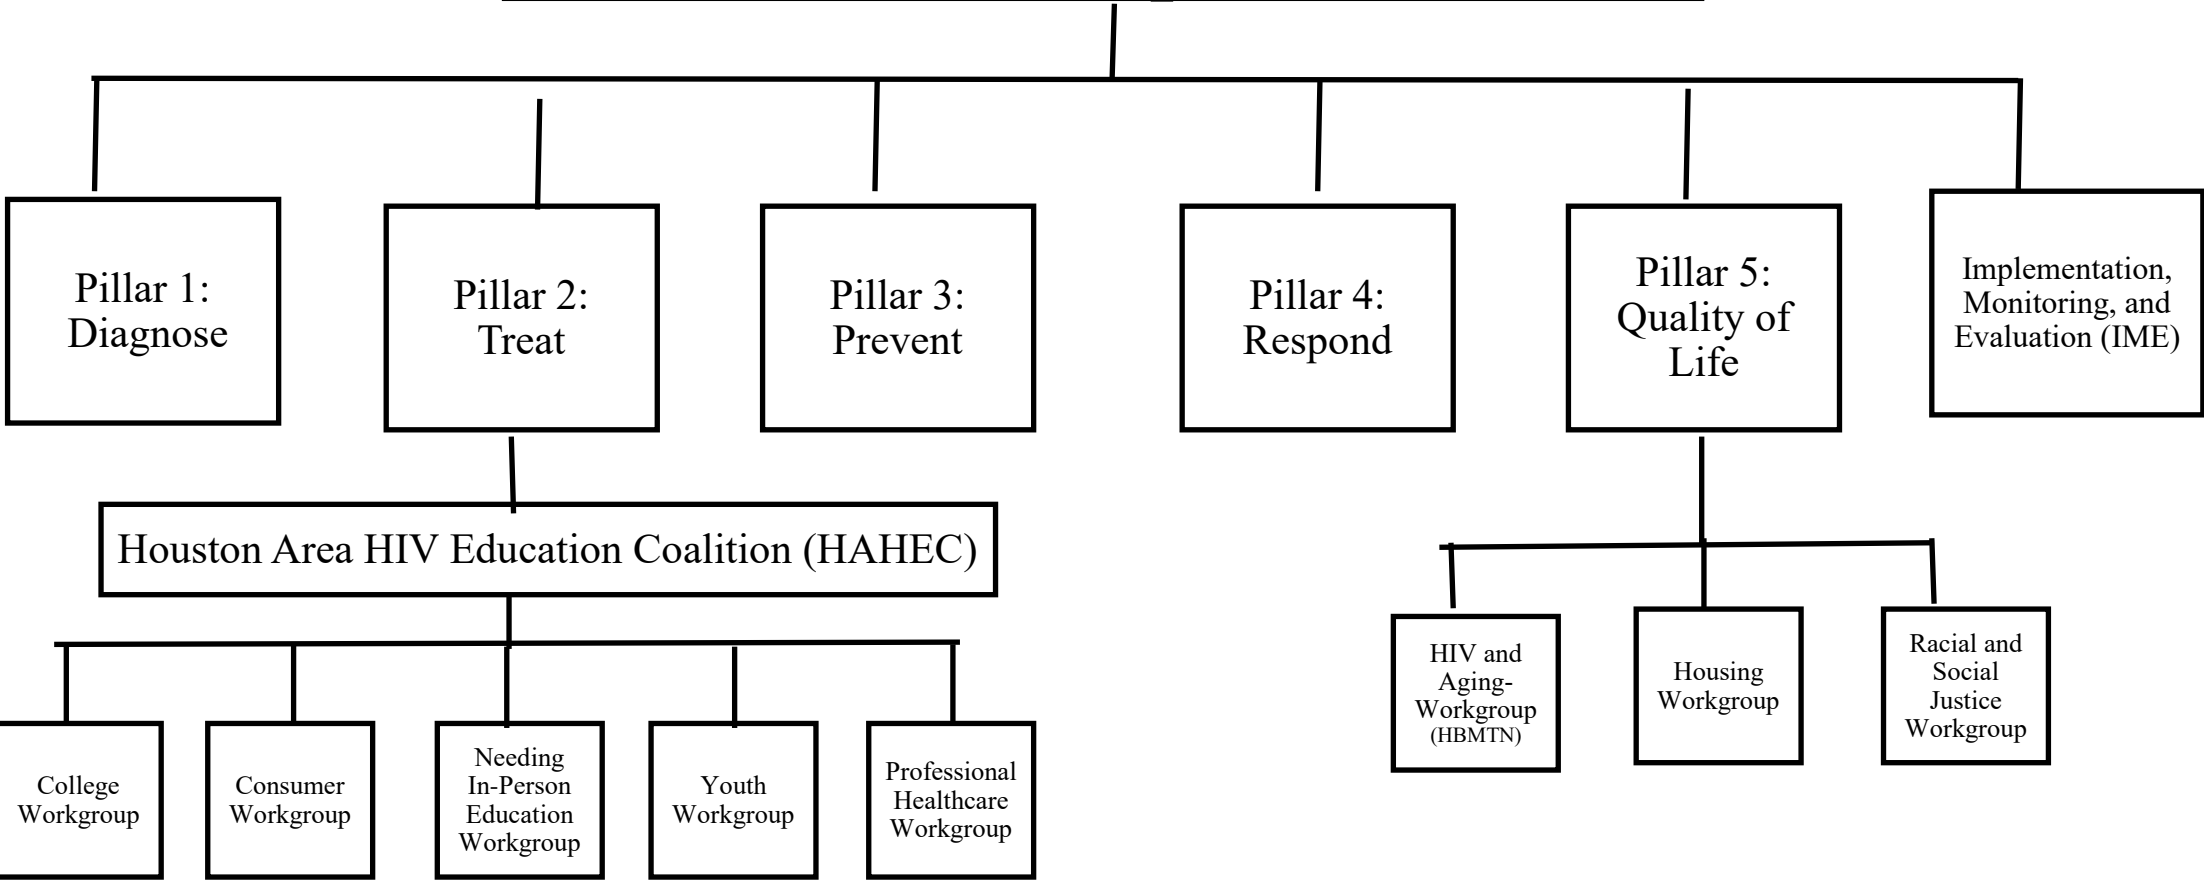 Pillar 1:
Diagnose
Pillar 2:
Treat
Pillar 3:
Prevent
Pillar 4:
Respond
Pillar 5:
Quality of
Life
Implementation,
Monitoring, and
Evaluation (IME)
Houston Area HIV Education Coalition (HAHEC)
College
Workgroup
Consumer
Workgroup
Needing
In-Person
Education
Workgroup
Youth
Workgroup
Professional
Healthcare
Workgroup
HIV and
Aging-
Workgroup
(HBMTN)
Housing
Workgroup
Racial and
Social
Justice
Workgroup